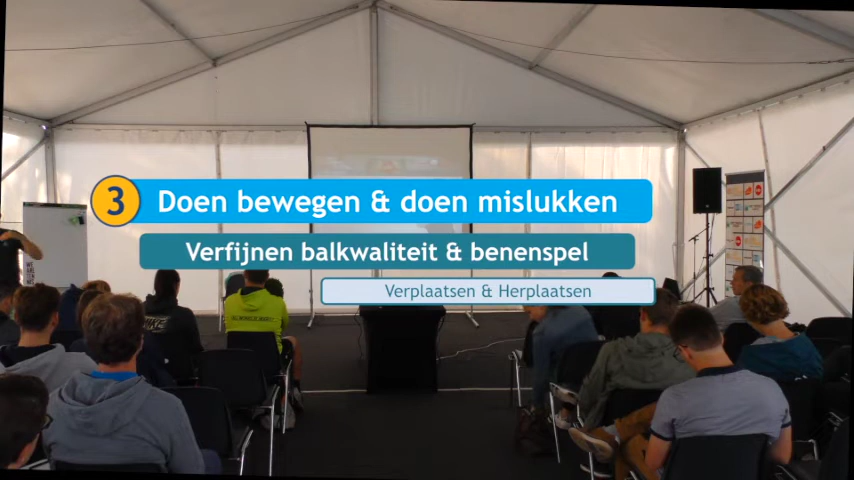 3
Doen bewegen & doen mislukken
Verfijnen balkwaliteit & benenspel
Verplaatsen & Herplaatsen